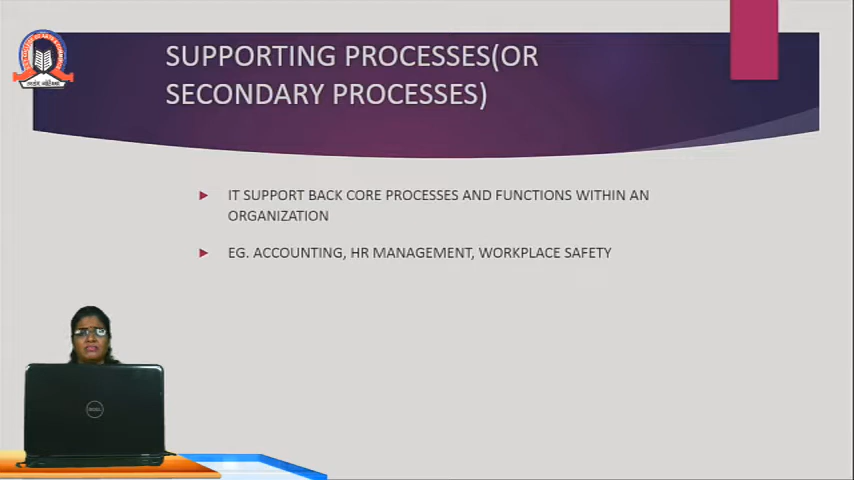 SUPPORTING PROCESSES(OR
SECONDARY PROCESSES)
IT SUPPORT BACK CORE PROCESSES AND FUNCTIONS WITHIN AN
ORGANIZATION
EG. ACCOUNTING, HR MANAGEMENT, WORKPLACE SAFETY
DELL